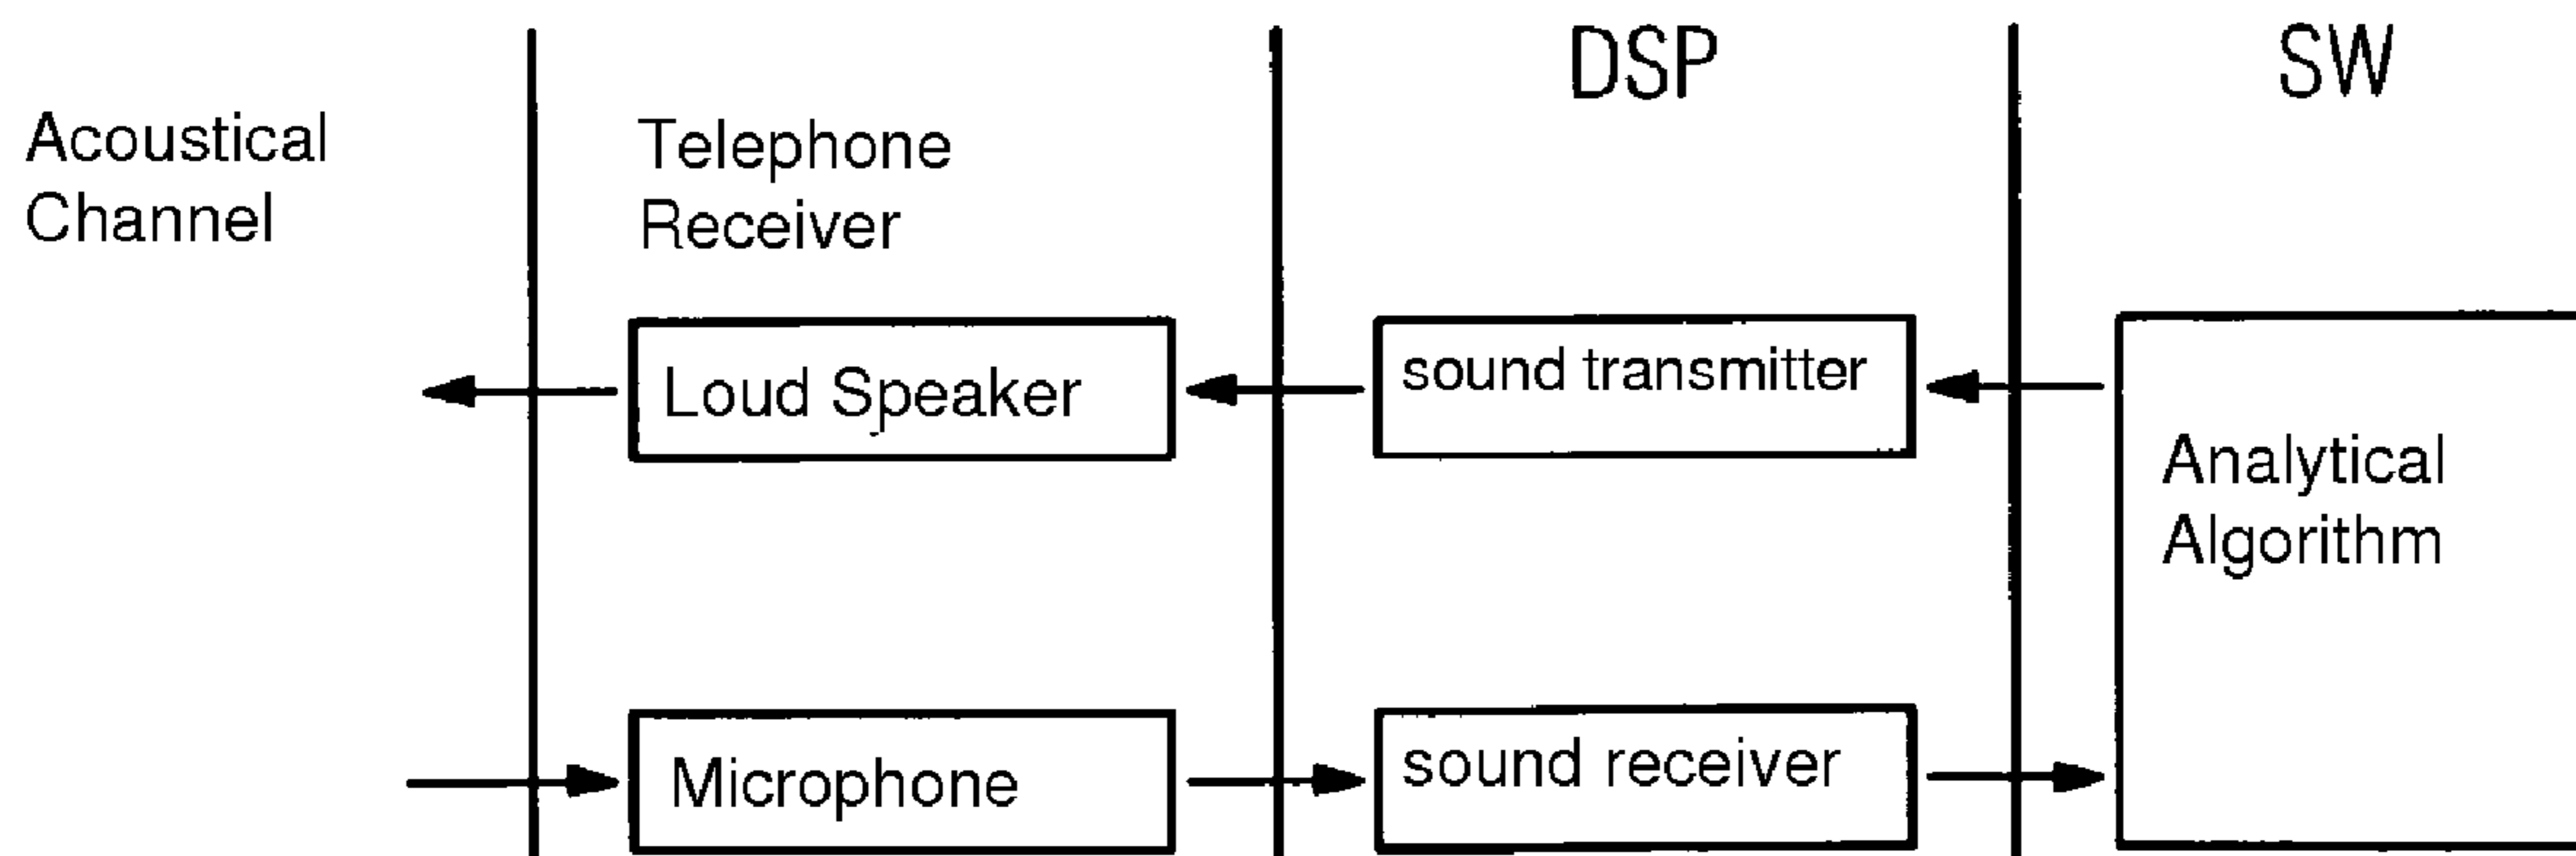 Acoustical
Channel
Telephone
Receiver
DSP
SW
Loud Speaker
sound transmitter
Analytical
Algorithm
Microphone
sound receiver